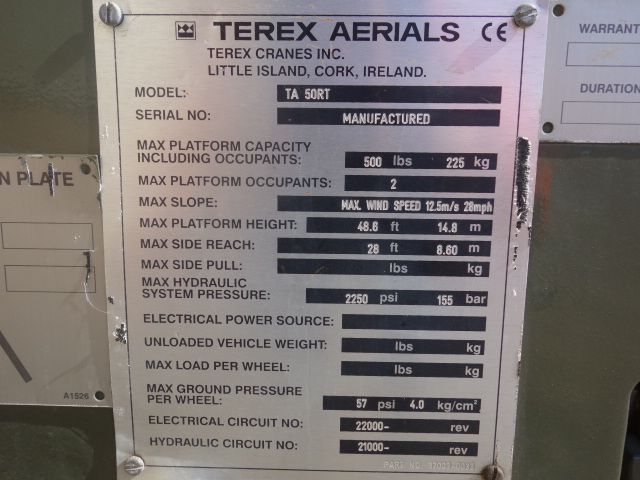 TEREX AERIALS CE
TEREX CRANES INC.
LITTLE ISLAND, CORK, IRELAND.
MODEL: TA 50RT
SERIAL NO: MANUFACTURED
MAX PLATFORM CAPACITY
INCLUDING OCCUPANTS: 500 lbs 225 kg
MAX PLATFORM OCCUPANTS: 2
MAX SLOPE: MAX. WIND SPEED 12.5m/s 28mph
MAX PLATFORM HEIGHT: 48.6 ft 14.8 m
MAX SIDE REACH: 28 ft 8.60 m
MAX SIDE PULL: lbs kg
MAX HYDRAULIC
SYSTEM PRESSURE: 2250 psi 155 bar
ELECTRICAL POWER SOURCE:
UNLOADED VEHICLE WEIGHT: lbs kg
MAX LOAD PER WHEEL: lbs kg
MAX GROUND PRESSURE
PER WHEEL: 57 psi 4.0 kg/cm²
ELECTRICAL CIRCUIT NO: 22000- rev
HYDRAULIC CIRCUIT NO: 21000- rev
PART NO.
N PLATE
A1526
WARRANT
DURATION